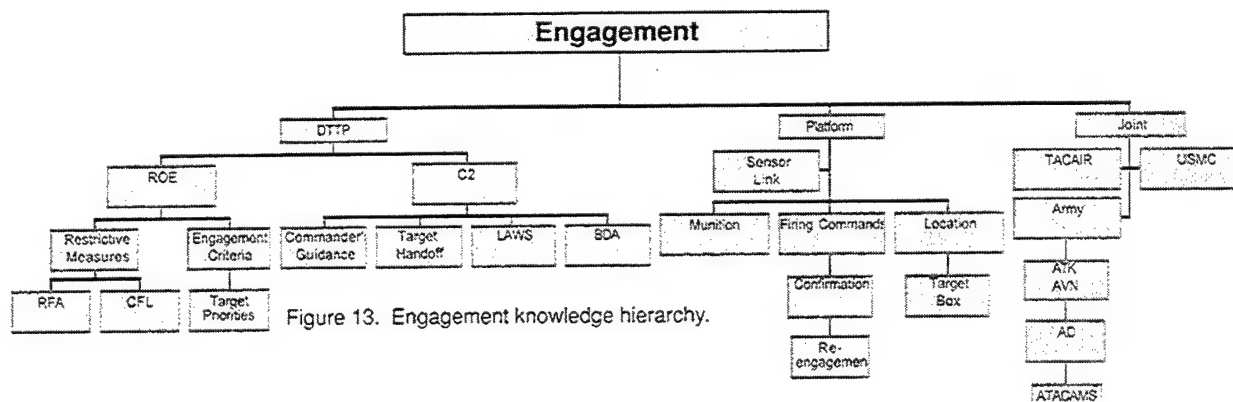 Engagement
DTTP
Platform
Joint
ROE
C2
Sensor
Link
TACAIR
USMC
Army
Restrictive
Measures
Engagement
Criteria
Commander'
Guidance
Target
Handoff
LAWS
BDA
Munition
Firing Commands
Location
RFA
CFL
Target
Priorities
Confirmation
Target
Box
ATK
AVN
Re-
engagemen
AD
ATACAMS
Figure 13. Engagement knowledge hierarchy.